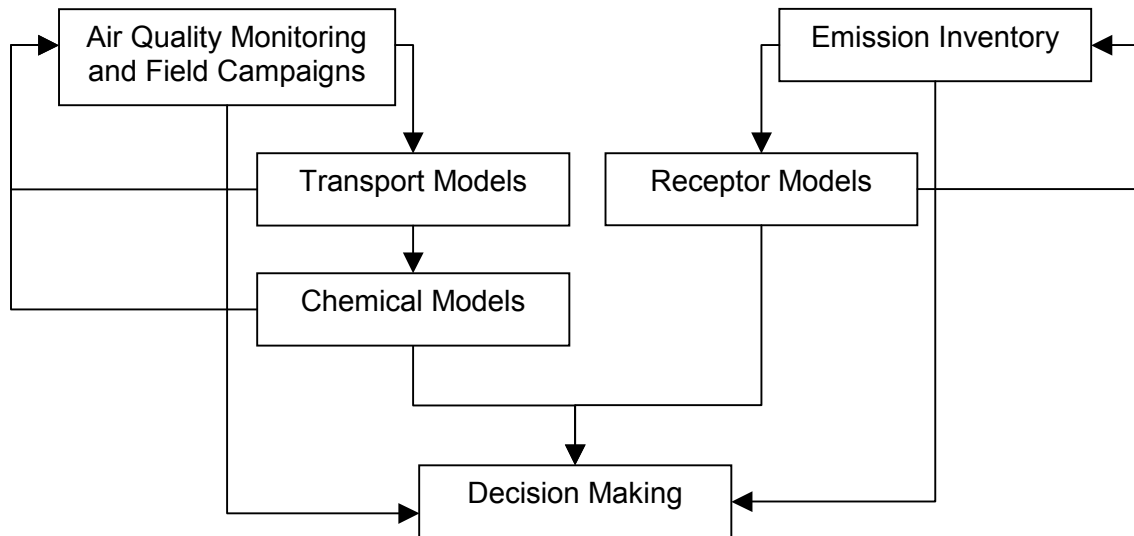 Air Quality Monitoring
and Field Campaigns
Emission Inventory
Transport Models
Receptor Models
Chemical Models
Decision Making